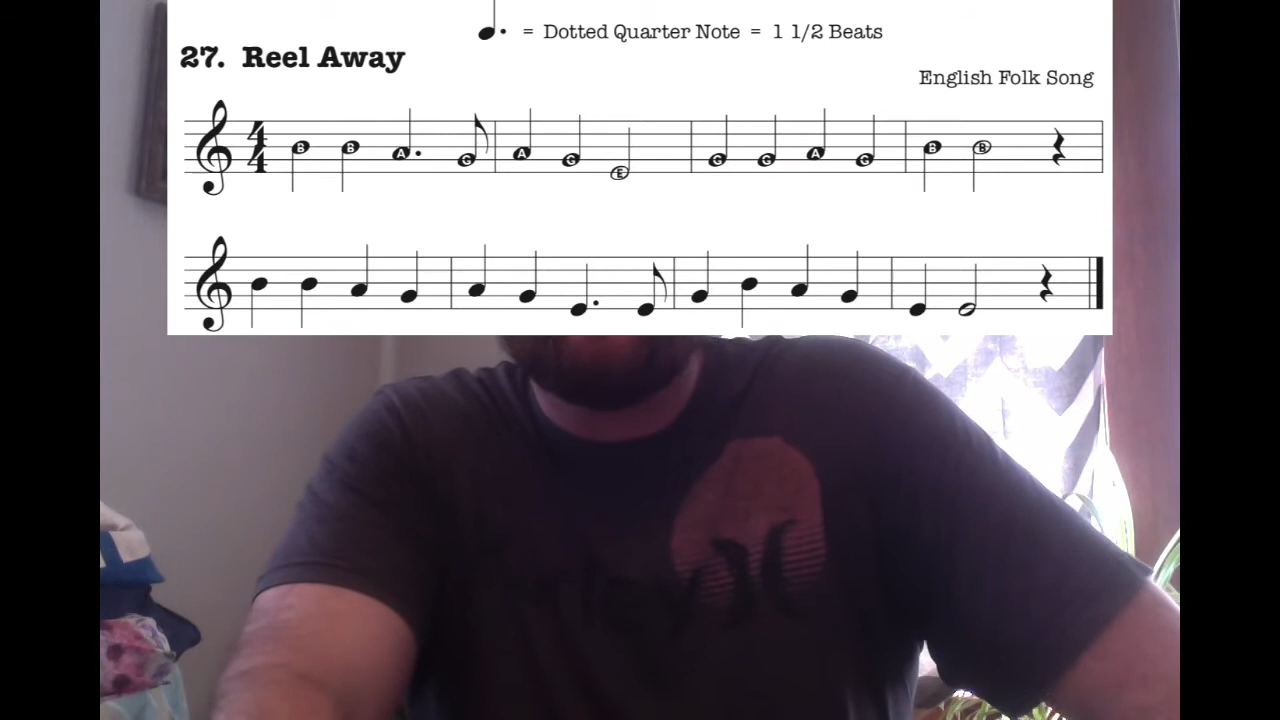 = Dotted Quarter Note = 1 1/2 Beats
27. Reel Away
English Folk Song
4 4 B B A G A G E G G A G B B